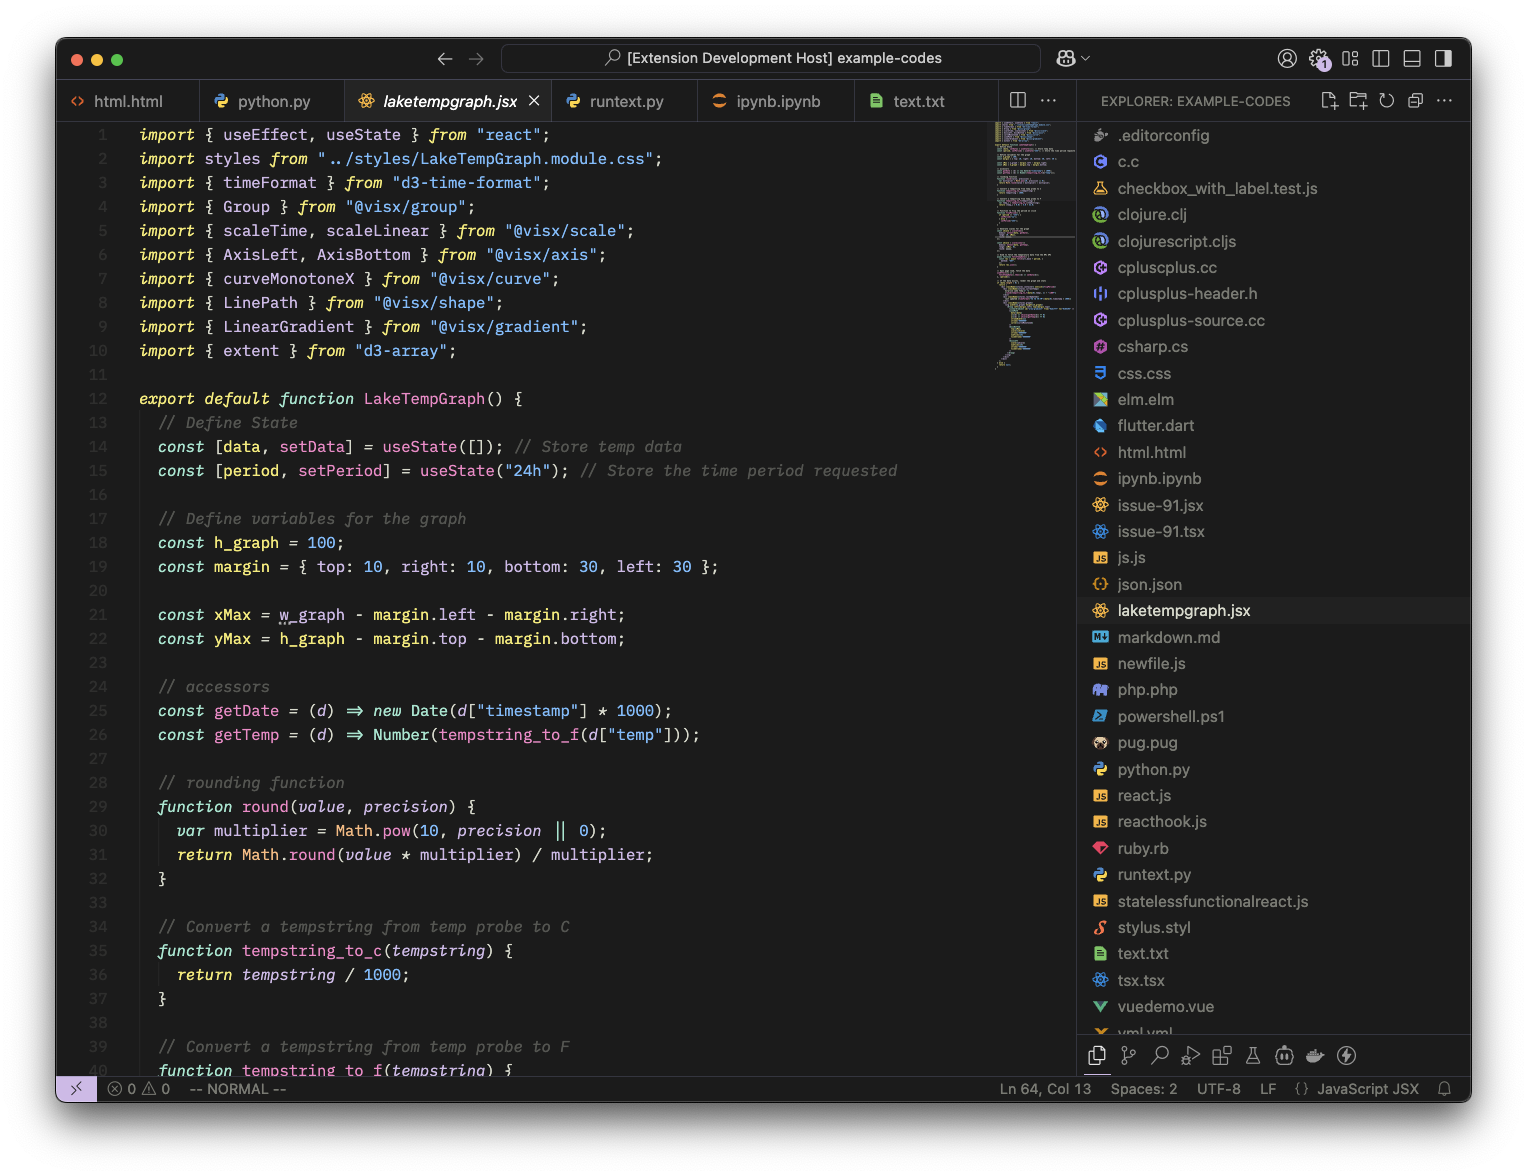 [Extension Development Host] example-codes
1
html.html
python.py
laketempgraph.jsx
runtext.py
ipynb.ipynb
text.txt
1 import { useEffect, useState } from "react";
2 import styles from "../styles/LakeTempGraph.module.css";
3 import { timeFormat } from "d3-time-format";
4 import { Group } from "@visx/group";
5 import { scaleTime, scaleLinear } from "@visx/scale";
6 import { AxisLeft, AxisBottom } from "@visx/axis";
7 import { curveMonotoneX } from "@visx/curve";
8 import { LinePath } from "@visx/shape";
9 import { LinearGradient } from "@visx/gradient";
10 import { extent } from "d3-array";
11
12 export default function LakeTempGraph() {
13 // Define State
14 const [data, setData] = useState([]); // Store temp data
15 const [period, setPeriod] = useState("24h"); // Store the time period requested
16
17 // Define variables for the graph
18 const h_graph = 100;
19 const margin = { top: 10, right: 10, bottom: 30, left: 30 };
20
21 const xMax = w_graph - margin.left - margin.right;
22 const yMax = h_graph - margin.top - margin.bottom;
23
24 // accessors
25 const getDate = (d) => new Date(d["timestamp"] * 1000);
26 const getTemp = (d) => Number(tempstring_to_f(d["temp"]));
27
28 // rounding function
29 function round(value, precision) {
30 var multiplier = Math.pow(10, precision || 0);
31 return Math.round(value * multiplier) / multiplier;
32 }
33
34 // Convert a tempstring from temp probe to C
35 function tempstring_to_c(tempstring) {
36 return tempstring / 1000;
37 }
38
39 // Convert a tempstring from temp probe to F
40 function tempstring_to_f(tempstring) {
EXPLORER: EXAMPLE-CODES
.editorconfig
c.c
checkbox_with_label.test.js
clojure.clj
clojurescript.cljs
cpluscplus.cc
cplusplus-header.h
cplusplus-source.cc
csharp.cs
css.css
elm.elm
flutter.dart
html.html
ipynb.ipynb
issue-91.jsx
issue-91.tsx
js.js
json.json
laketempgraph.jsx
markdown.md
newfile.js
php.php
powershell.ps1
pug.pug
python.py
react.js
reacthook.js
ruby.rb
runtext.py
statelessfunctionalreact.js
stylus.styl
text.txt
tsx.tsx
vuedemo.vue
yml.yml
0 0 -- NORMAL --
Ln 64, Col 13 Spaces: 2 UTF-8 LF {} JavaScript JSX